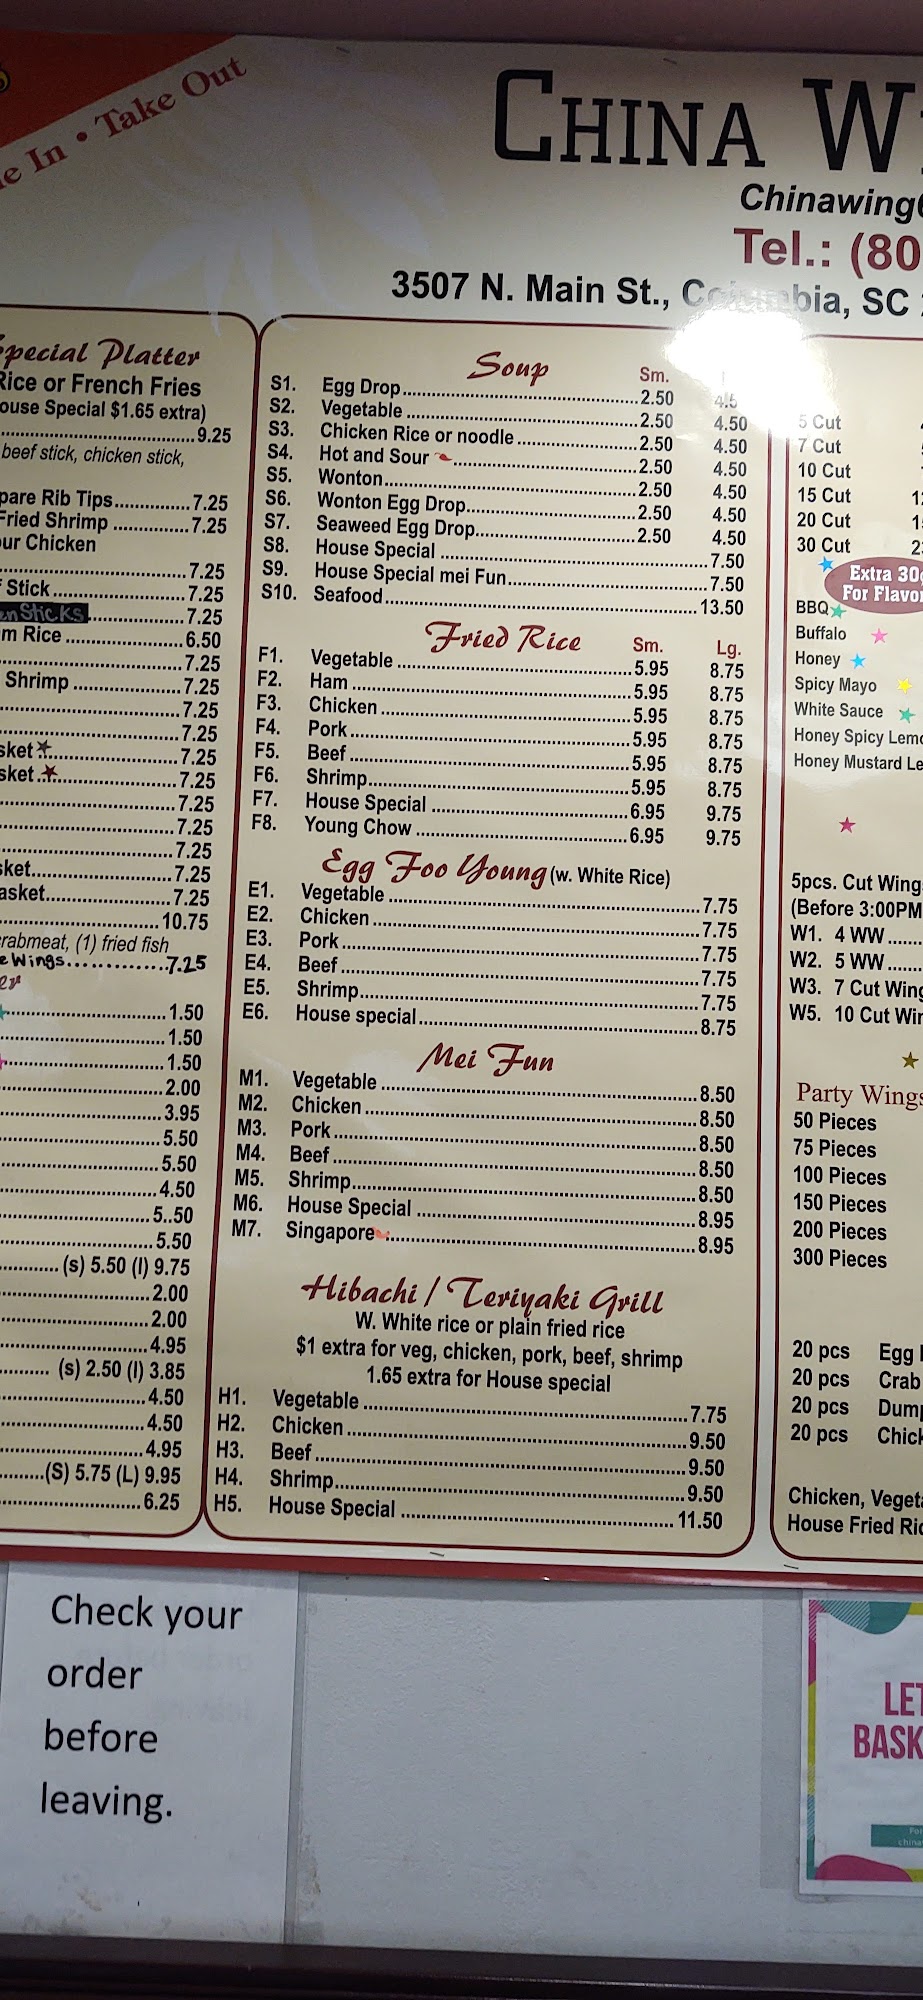 e In • Take Out
CHINA W
Chinawing
Tel.: (80
3507 N. Main St., Columbia, SC
Special Platter
Rice or French Fries
ouse Special $1.65 extra)
9.25
beef stick, chicken stick,
pare Rib Tips 7.25
Fried Shrimp 7.25
ur Chicken
7.25
Stick 7.25
en Sticks 7.25
m Rice 6.50
7.25
Shrimp 7.25
7.25
7.25
sket 7.25
sket 7.25
7.25
7.25
7.25
sket 7.25
asket 7.25
10.75
rabmeat, (1) fried fish
e Wings 7.25
er
1.50
1.50
1.50
2.00
3.95
5.50
5.50
4.50
5..50
5.50
(s) 5.50 (l) 9.75
2.00
2.00
4.95
(s) 2.50 (l) 3.85
4.50
4.50
4.95
(S) 5.75 (L) 9.95
6.25
Soup Sm.
S1. Egg Drop 2.50 4.5
S2. Vegetable 2.50 4.50
S3. Chicken Rice or noodle 2.50 4.50
S4. Hot and Sour 2.50 4.50
S5. Wonton 2.50 4.50
S6. Wonton Egg Drop 2.50 4.50
S7. Seaweed Egg Drop 2.50 4.50
S8. House Special 7.50
S9. House Special mei Fun 7.50
S10. Seafood 13.50
Fried Rice Sm. Lg.
F1. Vegetable 5.95 8.75
F2. Ham 5.95 8.75
F3. Chicken 5.95 8.75
F4. Pork 5.95 8.75
F5. Beef 5.95 8.75
F6. Shrimp 5.95 8.75
F7. House Special 6.95 9.75
F8. Young Chow 6.95 9.75
Egg Foo Young (w. White Rice)
E1. Vegetable 7.75
E2. Chicken 7.75
E3. Pork 7.75
E4. Beef 7.75
E5. Shrimp 7.75
E6. House special 8.75
Mei Fun
M1. Vegetable 8.50
M2. Chicken 8.50
M3. Pork 8.50
M4. Beef 8.50
M5. Shrimp 8.50
M6. House Special 8.95
M7. Singapore 8.95
Hibachi / Teriyaki Grill
W. White rice or plain fried rice
$1 extra for veg, chicken, pork, beef, shrimp
1.65 extra for House special
H1. Vegetable 7.75
H2. Chicken 9.50
H3. Beef 9.50
H4. Shrimp 9.50
H5. House Special 11.50
5 Cut
7 Cut
10 Cut
15 Cut
20 Cut
30 Cut
Extra 30
For Flavor
BBQ
Buffalo
Honey
Spicy Mayo
White Sauce
Honey Spicy Lemo
Honey Mustard Le
5pcs. Cut Wing
(Before 3:00PM
W1. 4 WW
W2. 5 WW
W3. 7 Cut Wing
W5. 10 Cut Win
Party Wings
50 Pieces
75 Pieces
100 Pieces
150 Pieces
200 Pieces
300 Pieces
20 pcs Egg
20 pcs Crab
20 pcs Dump
20 pcs Chick
Chicken, Vegeta
House Fried Ric
Check your
order
before
leaving.
LET
BASK